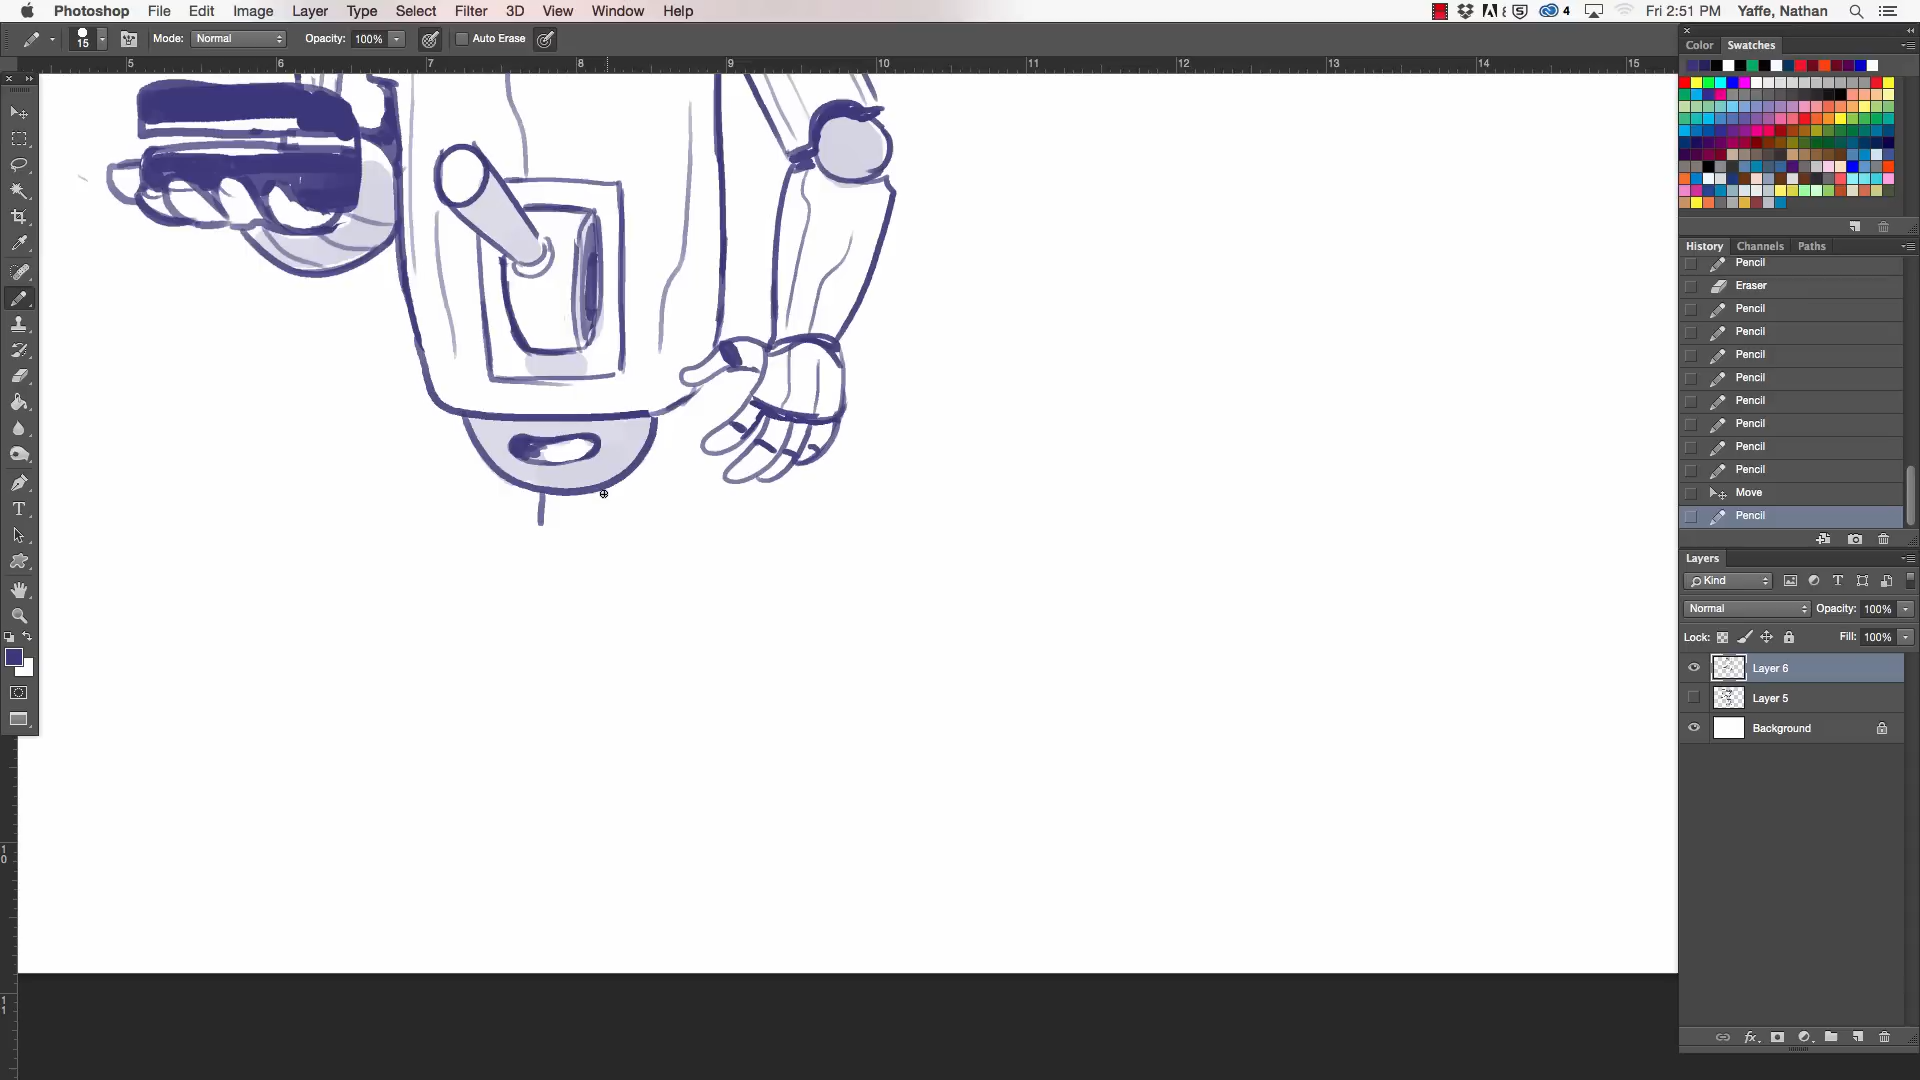 Photoshop File Edit Image Layer Type Select Filter 3D View Window Help 4 Fri 2:51 PM Yaffe, Nathan
15 Mode: Normal Opacity: 100% Auto Erase
Color Swatches
5 6 7 8 9 10 11 12 13 14 15
History Channels Paths
Pencil
Eraser
Pencil
Pencil
Pencil
Pencil
Pencil
Pencil
Pencil
Pencil
Move
Pencil
Layers
Kind
Normal Opacity: 100%
Lock: Fill: 100%
Layer 6
Layer 5
Background
10
11